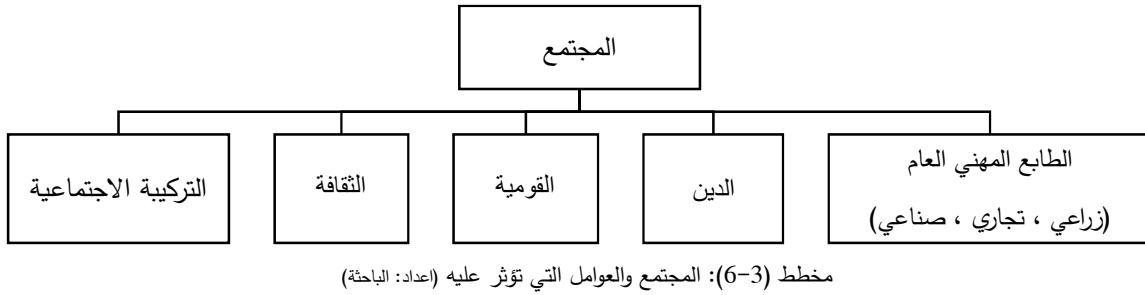 المجتمع
الطابع المهني العام
(زراعي ، تجاري ، صناعي)
الدين
القومية
الثقافة
التركيبة الاجتماعية
مخطط (3-6): المجتمع والعوامل التي تؤثر عليه (اعداد: الباحثة)